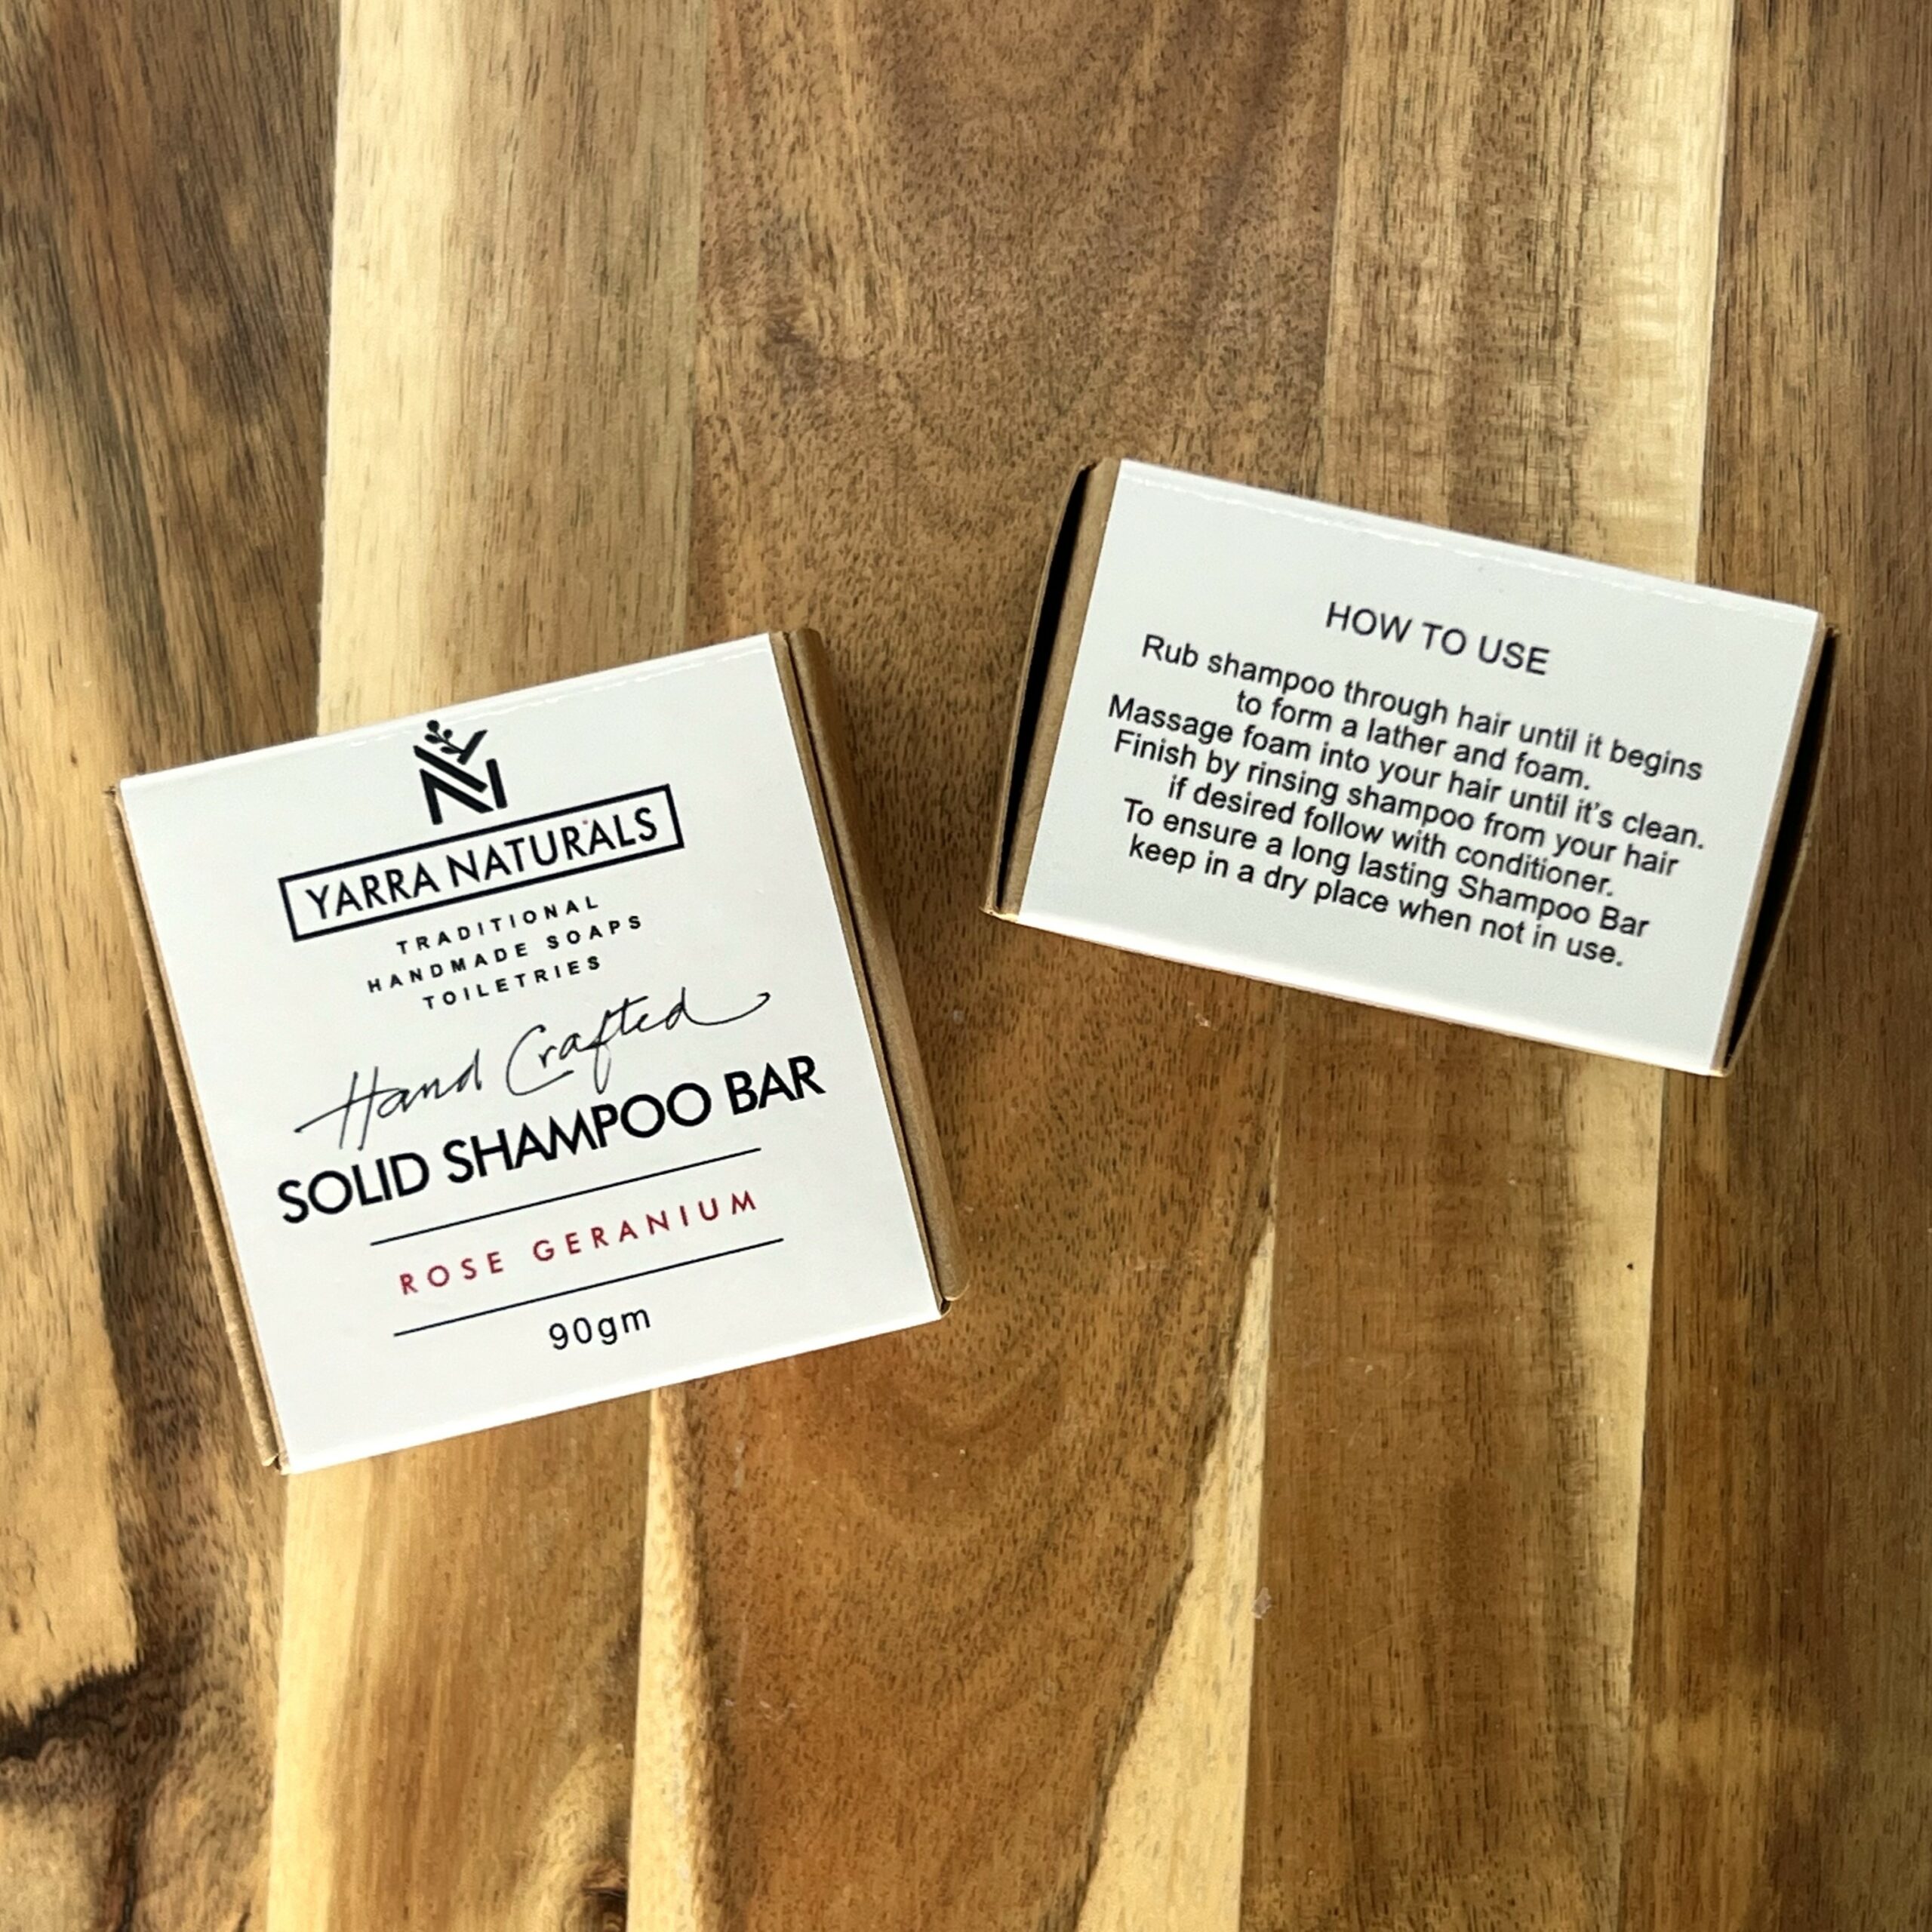 YARRA NATURALS
TRADITIONAL
HANDMADE SOAPS
TOILETRIES
Hand Crafted
SOLID SHAMPOO BAR
ROSE GERANIUM
90gm
HOW TO USE
Rub shampoo through hair until it begins
to form a lather and foam.
Massage foam into your hair until it's clean.
Finish by rinsing shampoo from your hair
if desired follow with conditioner.
To ensure a long lasting Shampoo Bar
keep in a dry place when not in use.